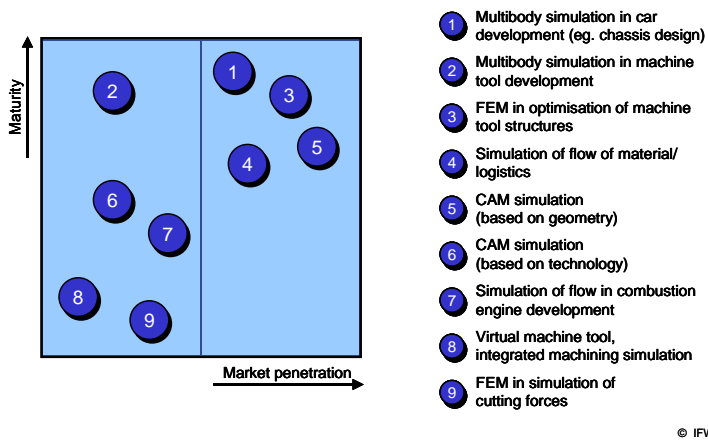 Maturity
1
2
3
4
5
6
7
8
9
Market penetration
1 Multibody simulation in car
development (eg. chassis design)
2 Multibody simulation in machine
tool development
3 FEM in optimisation of machine
tool structures
4 Simulation of flow of material/
logistics
5 CAM simulation
(based on geometry)
6 CAM simulation
(based on technology)
7 Simulation of flow in combustion
engine development
8 Virtual machine tool,
integrated machining simulation
9 FEM in simulation of
cutting forces
©